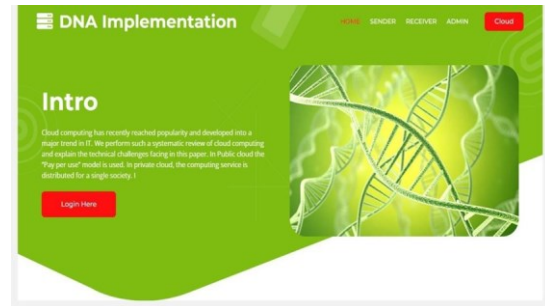 DNA Implementation
HOME SENDER RECEIVER ADMIN Cloud
Intro
Cloud computing has recently reached popularity and developed into a
major trend in IT. We perform such a systematic review of cloud computing
and explain the technical challenges facing in this paper. In Public cloud the
"Pay per use" model is used. In private cloud, the computing service is
distributed for a single society. I
Login Here